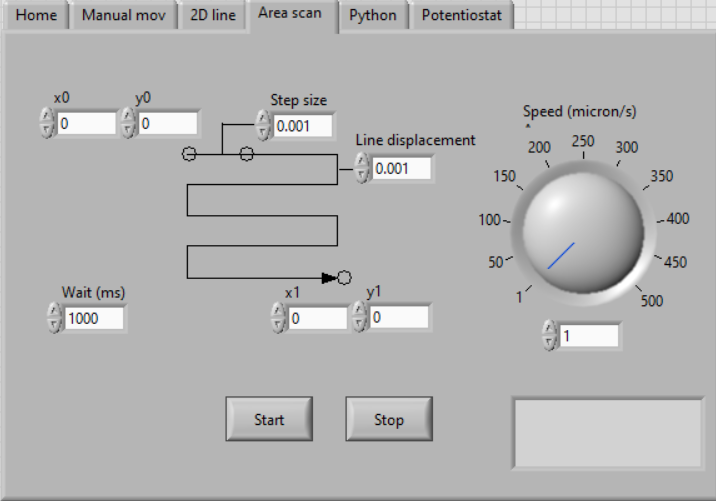 Home Manual mov 2D line Area scan Python Potentiostat
x0 y0
0 0
Step size
0.001
Line displacement
0.001
Speed (micron/s)
1 50 100 150 200 250 300 350 400 450 500
1
Wait (ms)
1000
x1 y1
0 0
Start Stop